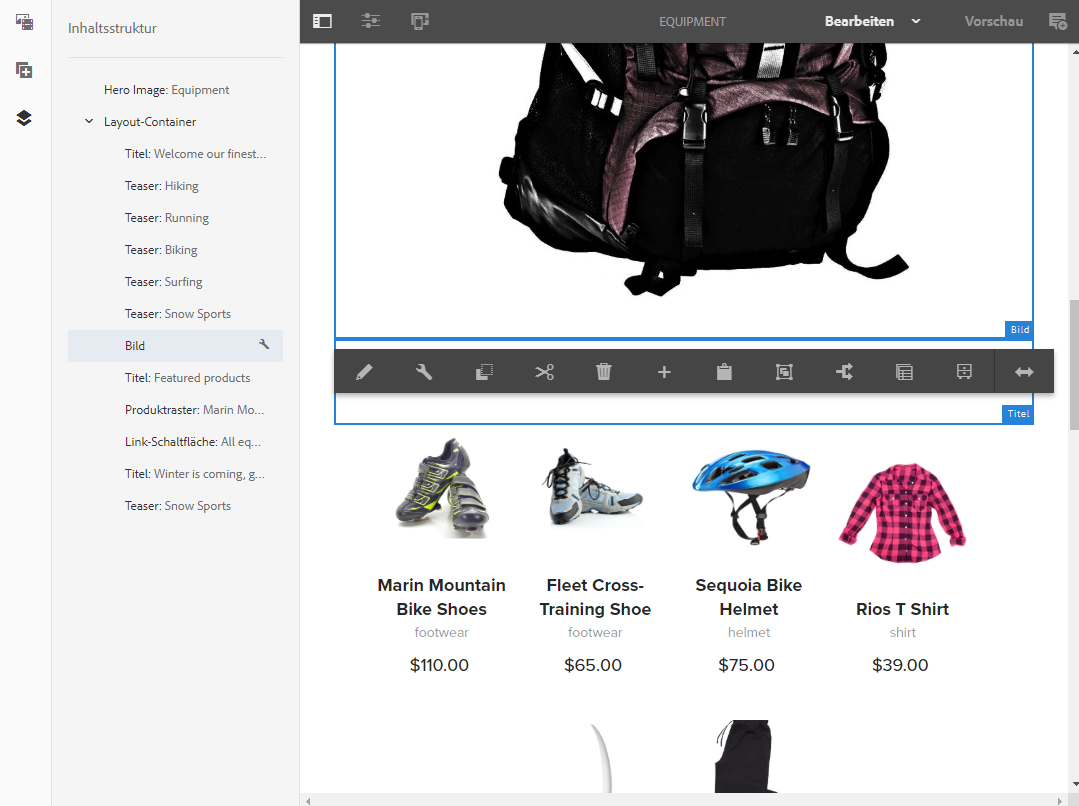 Inhaltsstruktur
EQUIPMENT
Bearbeiten
Vorschau
Hero Image: Equipment
Layout-Container
Titel: Welcome our finest...
Teaser: Hiking
Teaser: Running
Teaser: Biking
Teaser: Surfing
Teaser: Snow Sports
Bild
Titel: Featured products
Produktraster: Marin Mo...
Link-Schaltfläche: All eq...
Titel: Winter is coming, g...
Teaser: Snow Sports
Bild
Titel
Marin Mountain
Bike Shoes
footwear
$110.00
Fleet Cross-
Training Shoe
footwear
$65.00
Sequoia Bike
Helmet
helmet
$75.00
Rios T Shirt
shirt
$39.00